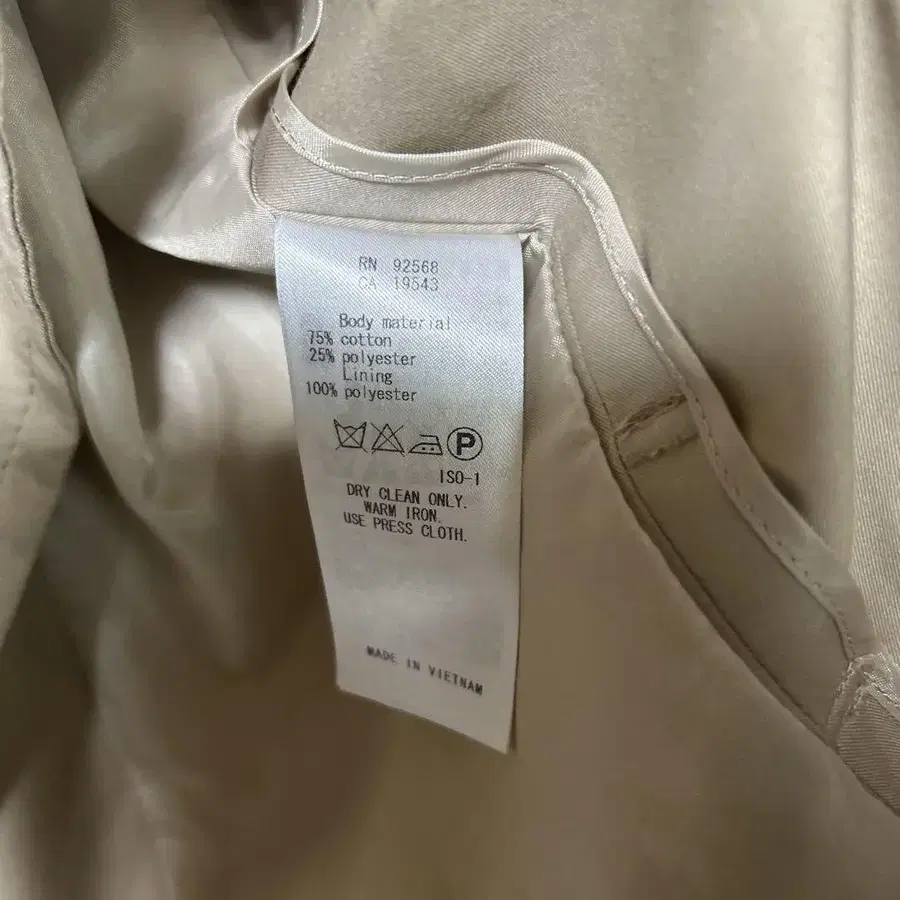 RN 92568
CA 19543
Body material
75% cotton
25% polyester
Lining
100% polyester
P
ISO-1
DRY CLEAN ONLY.
WARM IRON.
USE PRESS CLOTH.
MADE IN VIETNAM